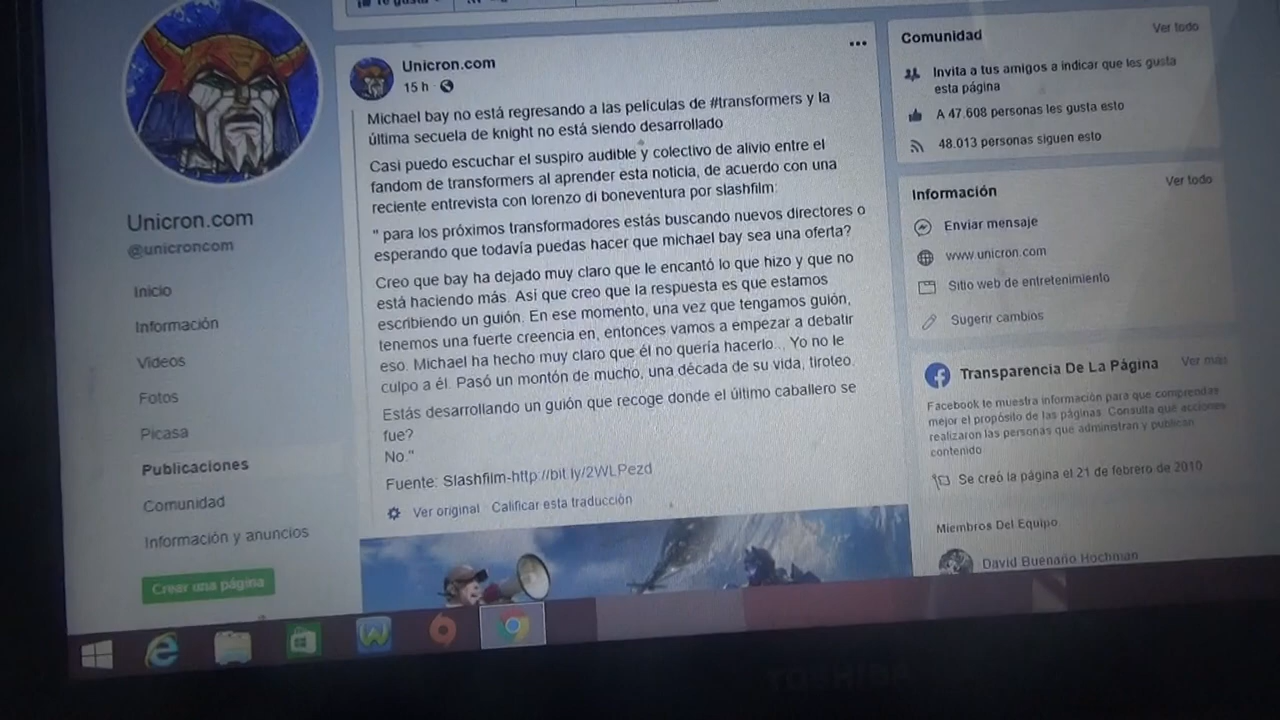 Unicron.com
@unicroncom
Inicio
Información
Videos
Fotos
Picasa
Publicaciones
Comunidad
Información y anuncios
Crear una página
Unicron.com
15 h
Michael bay no está regresando a las películas de #transformers y la
última secuela de knight no está siendo desarrollado
Casi puedo escuchar el suspiro audible y colectivo de alivio entre el
fandom de transformers al aprender esta noticia, de acuerdo con una
reciente entrevista con lorenzo di boneventura por slashfilm:
" para los próximos transformadores estás buscando nuevos directores o
esperando que todavía puedas hacer que michael bay sea una oferta?
Creo que bay ha dejado muy claro que le encantó lo que hizo y que no
está haciendo más. Así que creo que la respuesta es que estamos
escribiendo un guión. En ese momento, una vez que tengamos guión,
tenemos una fuerte creencia en, entonces vamos a empezar a debatir
eso. Michael ha hecho muy claro que él no quería hacerlo... Yo no le
culpo a él. Pasó un montón de mucho, una década de su vida, tiroteo.
Estás desarrollando un guión que recoge donde el último caballero se
fue?
No."
Fuente: Slashfilm-http://bit.ly/2WLPezd
Ver original Calificar esta traducción
Comunidad Ver todo
Invita a tus amigos a indicar que les gusta
esta página
A 47.608 personas les gusta esto
48.013 personas siguen esto
Información Ver todo
Enviar mensaje
www.unicron.com
Sitio web de entretenimiento
Sugerir cambios
Transparencia De La Página Ver más
Facebook te muestra información para que comprendas
mejor el propósito de las páginas. Consulta qué acciones
realizaron las personas que administran y publican
contenido
Se creó la página el 21 de febrero de 2010
Miembros Del Equipo
David Buenaño Hochman
TOSHIBA